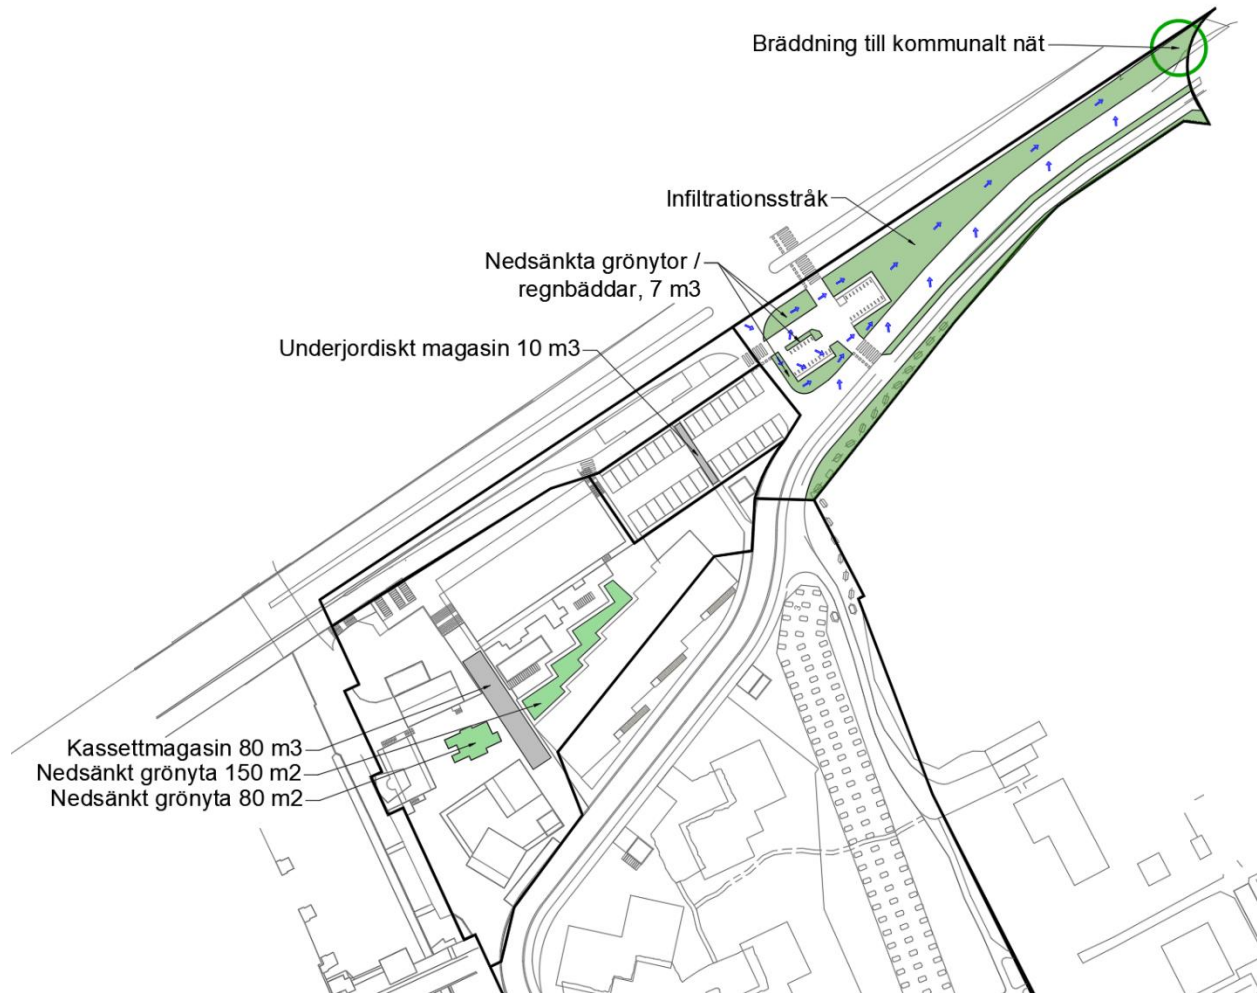 Bräddning till kommunalt nät
Infiltrationsstråk
Nedsänkta grönytor /
regnbäddar, 7 m3
Underjordiskt magasin 10 m3
Kassettmagasin 80 m3
Nedsänkt grönyta 150 m2
Nedsänkt grönyta 80 m2